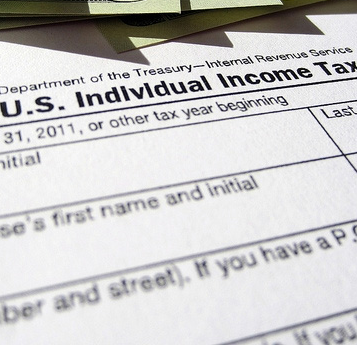 Department of the Treasury—Internal Revenue Service
U.S. Individual Income Tax
31, 2011, or other tax year beginning
Last
nitial
se's first name and initial
ber and street). If you have a P.O
If you